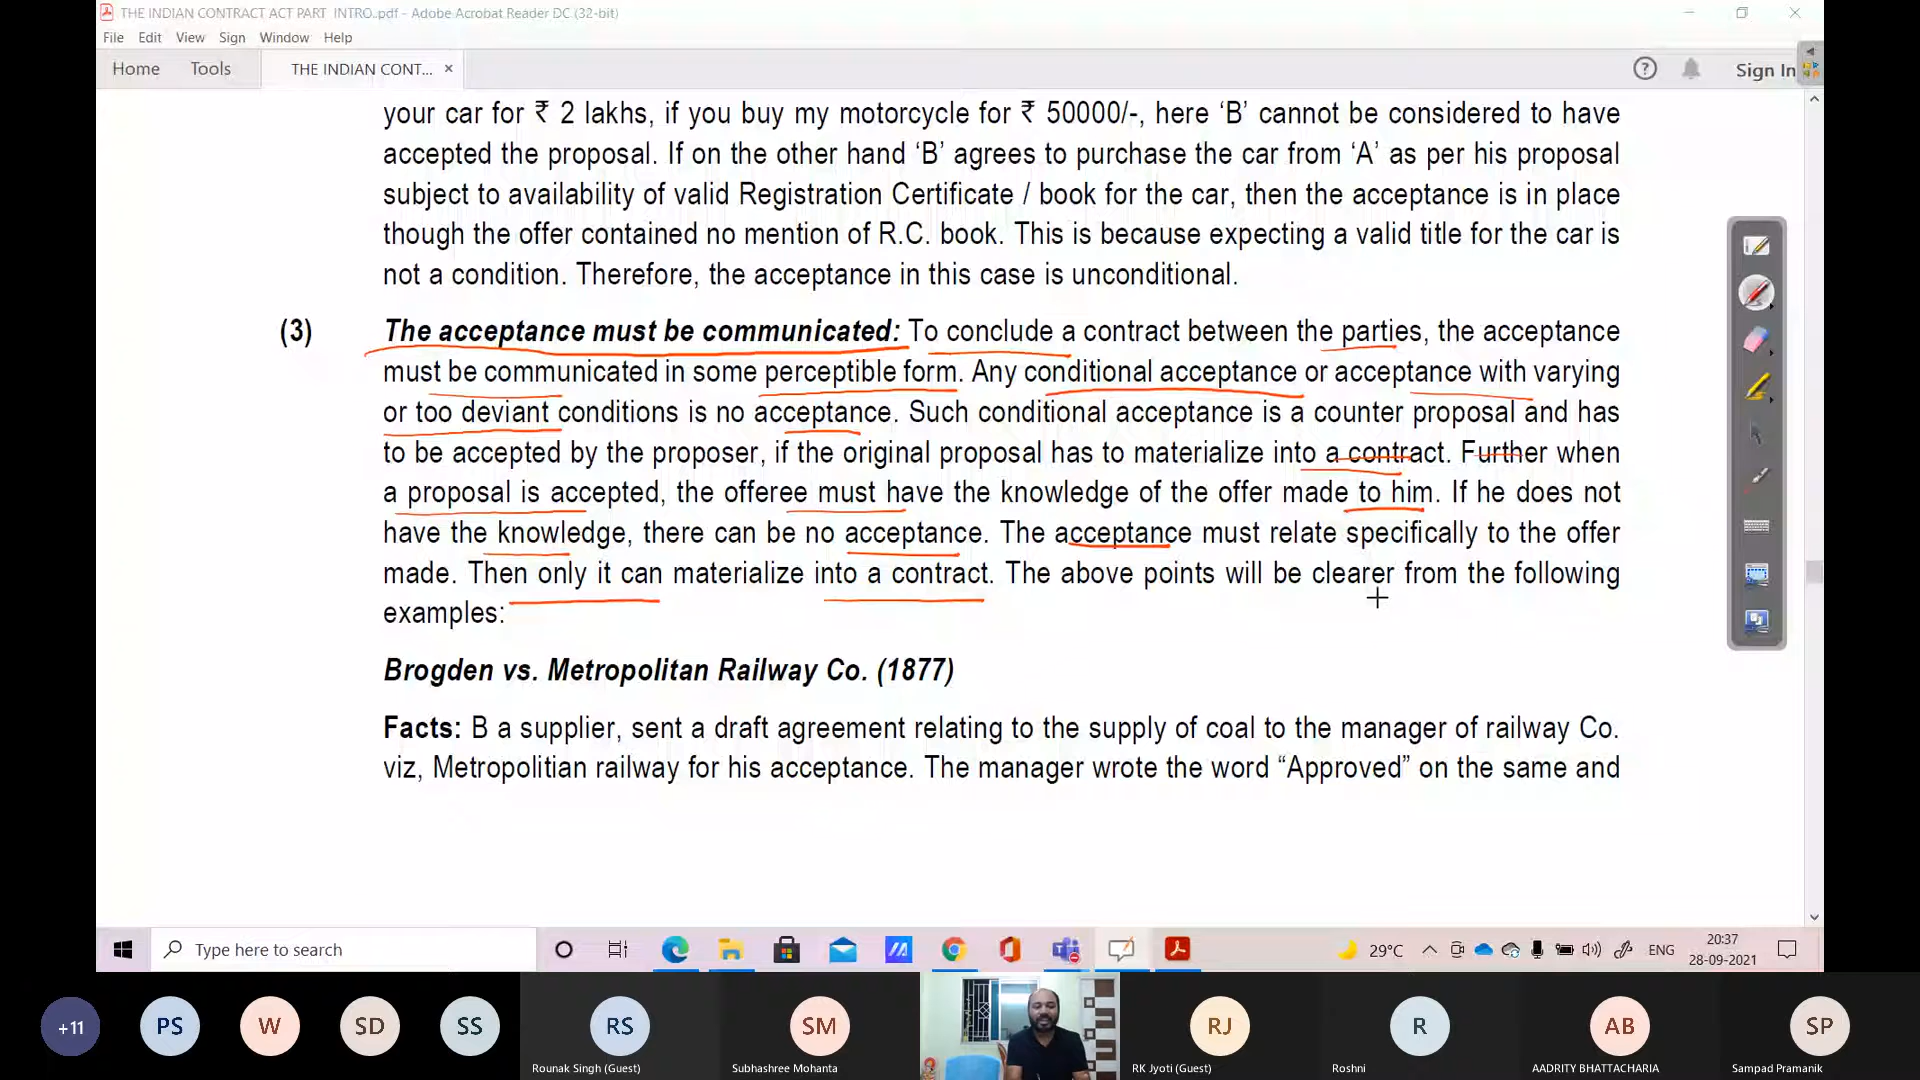 THE INDIAN CONTRACT ACT PART INTRO..pdf - Adobe Acrobat Reader DC (32-bit)
File Edit View Sign Window Help
Home Tools THE INDIAN CONT... × Sign In
your car for ₹ 2 lakhs, if you buy my motorcycle for ₹ 50000/-, here ‘B’ cannot be considered to have
accepted the proposal. If on the other hand ‘B’ agrees to purchase the car from ‘A’ as per his proposal
subject to availability of valid Registration Certificate / book for the car, then the acceptance is in place
though the offer contained no mention of R.C. book. This is because expecting a valid title for the car is
not a condition. Therefore, the acceptance in this case is unconditional.
(3) The acceptance must be communicated: To conclude a contract between the parties, the acceptance
must be communicated in some perceptible form. Any conditional acceptance or acceptance with varying
or too deviant conditions is no acceptance. Such conditional acceptance is a counter proposal and has
to be accepted by the proposer, if the original proposal has to materialize into a contract. Further when
a proposal is accepted, the offeree must have the knowledge of the offer made to him. If he does not
have the knowledge, there can be no acceptance. The acceptance must relate specifically to the offer
made. Then only it can materialize into a contract. The above points will be clearer from the following
examples:
Brogden vs. Metropolitan Railway Co. (1877)
Facts: B a supplier, sent a draft agreement relating to the supply of coal to the manager of railway Co.
viz, Metropolitian railway for his acceptance. The manager wrote the word “Approved” on the same and
Type here to search 29°C ENG 20:37
28-09-2021
+11 PS W SD SS RS SM RJ R AB SP
Rounak Singh (Guest) Subhashree Mohanta RK Jyoti (Guest) Roshni AADRITY BHATTACHARIA Sampad Pramanik